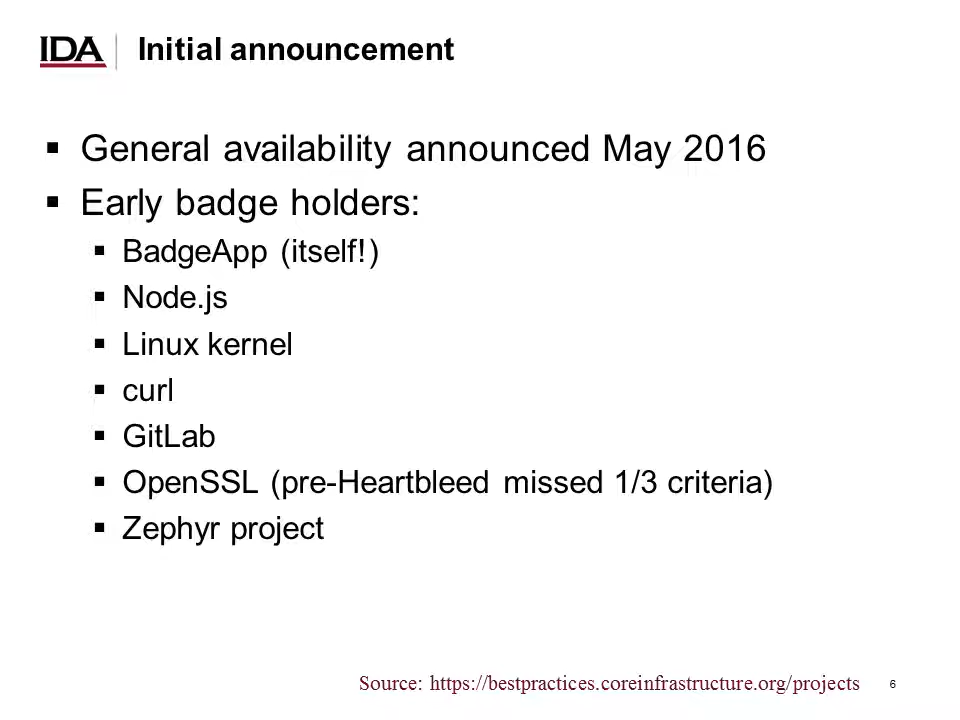 IDA
Initial announcement
▪ General availability announced May 2016
▪ Early badge holders:
▪ BadgeApp (itself!)
▪ Node.js
▪ Linux kernel
▪ curl
▪ GitLab
▪ OpenSSL (pre-Heartbleed missed 1/3 criteria)
▪ Zephyr project
Source: https://bestpractices.coreinfrastructure.org/projects
6